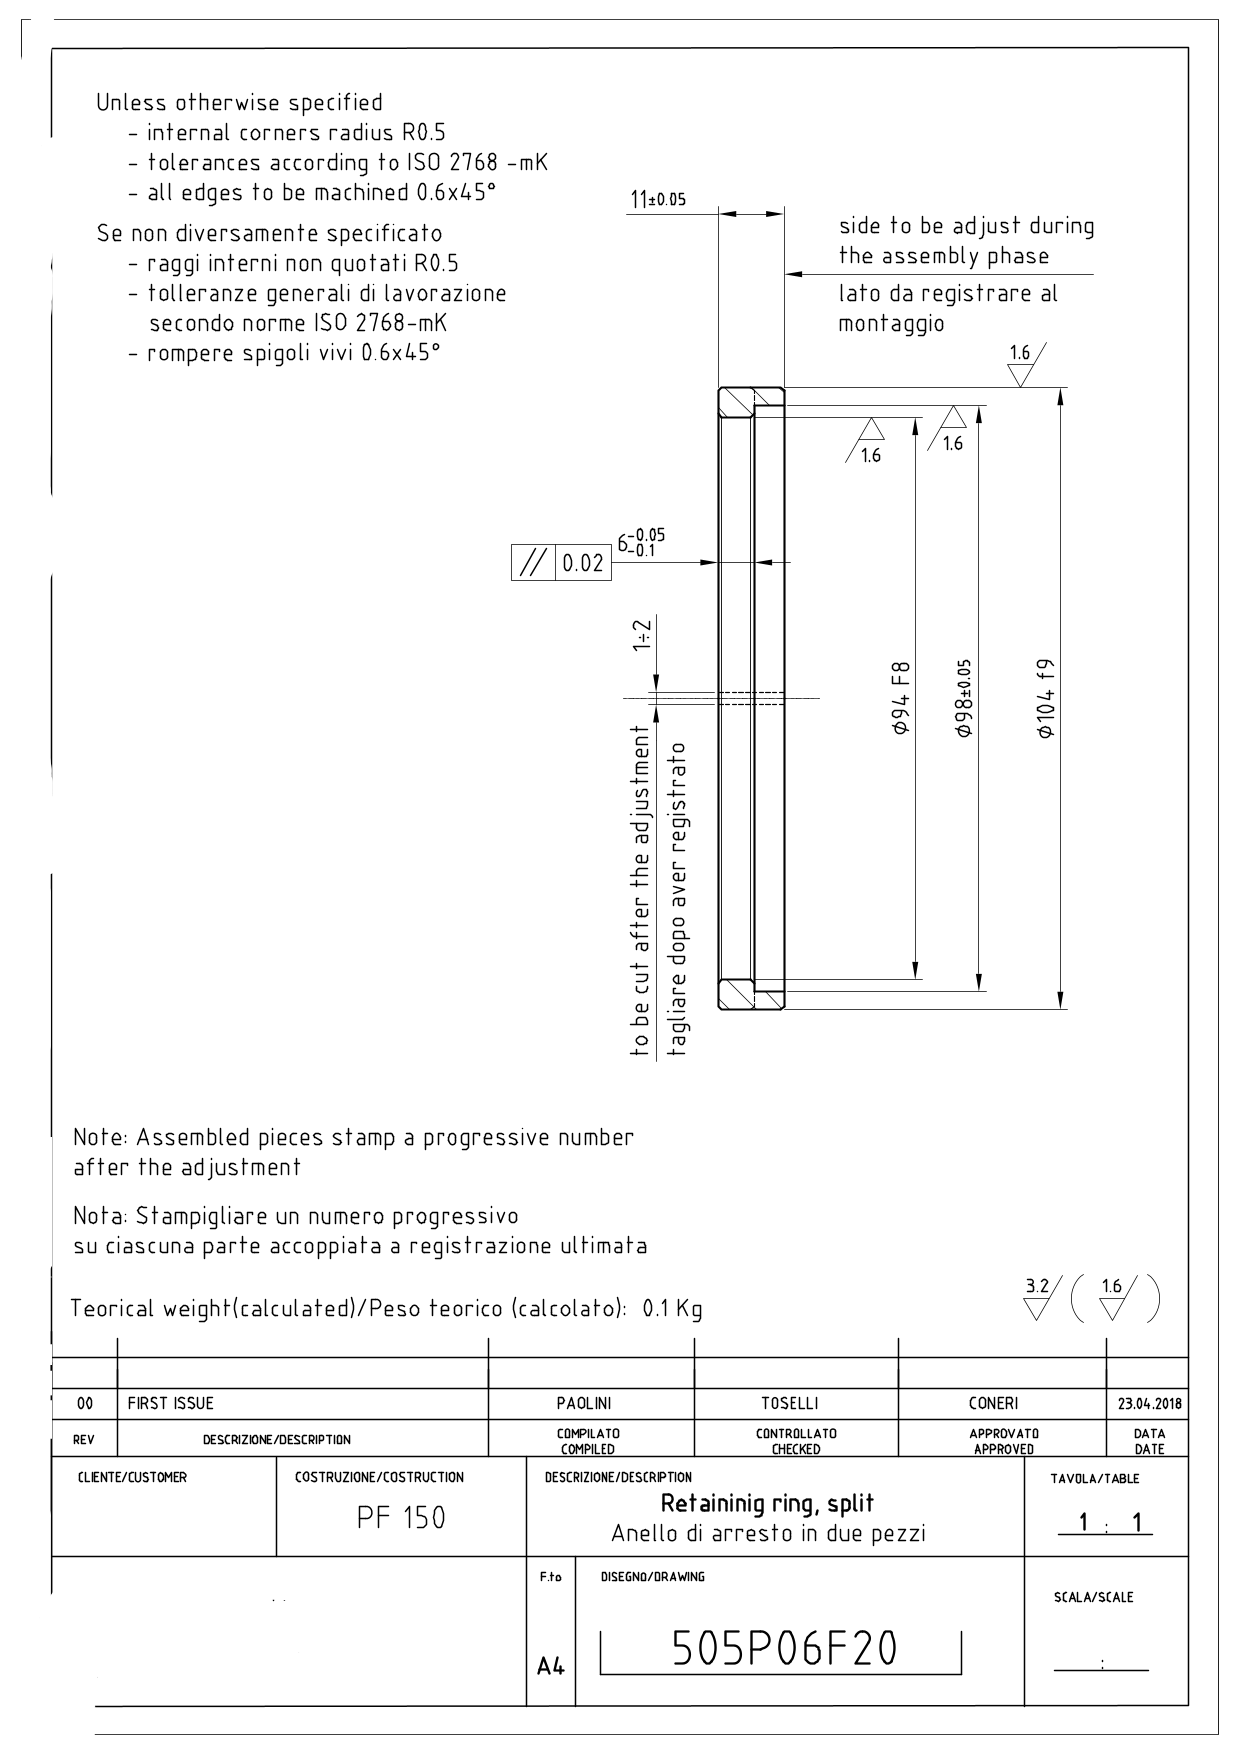 Unless otherwise specified
- internal corners radius R0.5
- tolerances according to ISO 2768 -mK
- all edges to be machined 0.6x45°
Se non diversamente specificato
- raggi interni non quotati R0.5
- tolleranze generali di lavorazione
secondo norme ISO 2768-mK
- rompere spigoli vivi 0.6x45°
11±0.05
side to be adjust during
the assembly phase
lato da registrare al
montaggio
1.6
1.6
1.6
6 -0.05
-0.1
// 0.02
1÷2
to be cut after the adjustment
tagliare dopo aver registrato
φ94 F8
φ98±0.05
φ104 f9
Note: Assembled pieces stamp a progressive number
after the adjustment
Nota: Stampigliare un numero progressivo
su ciascuna parte accoppiata a registrazione ultimata
Teorical weight(calculated)/Peso teorico (calcolato): 0.1 Kg
3.2 ( 1.6 )
00 FIRST ISSUE PAOLINI TOSELLI CONERI 23.04.2018
REV DESCRIZIONE/DESCRIPTION COMPILATO CONTROLLATO APPROVATO DATA
COMPILED CHECKED APPROVED DATE
CLIENTE/CUSTOMER COSTRUZIONE/COSTRUCTION DESCRIZIONE/DESCRIPTION TAVOLA/TABLE
PF 150
Retaininig ring, split
Anello di arresto in due pezzi
1 : 1
F.to
DISEGNO/DRAWING
SCALA/SCALE
A4
505P06F20
: